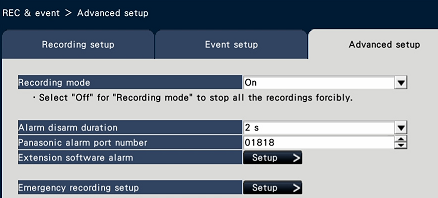 REC & event > Advanced setup
Recording setup Event setup Advanced setup
Recording mode On
・Select "Off" for "Recording mode" to stop all the recordings forcibly.
Alarm disarm duration 2 s
Panasonic alarm port number 01818
Extension software alarm Setup >
Emergency recording setup Setup >